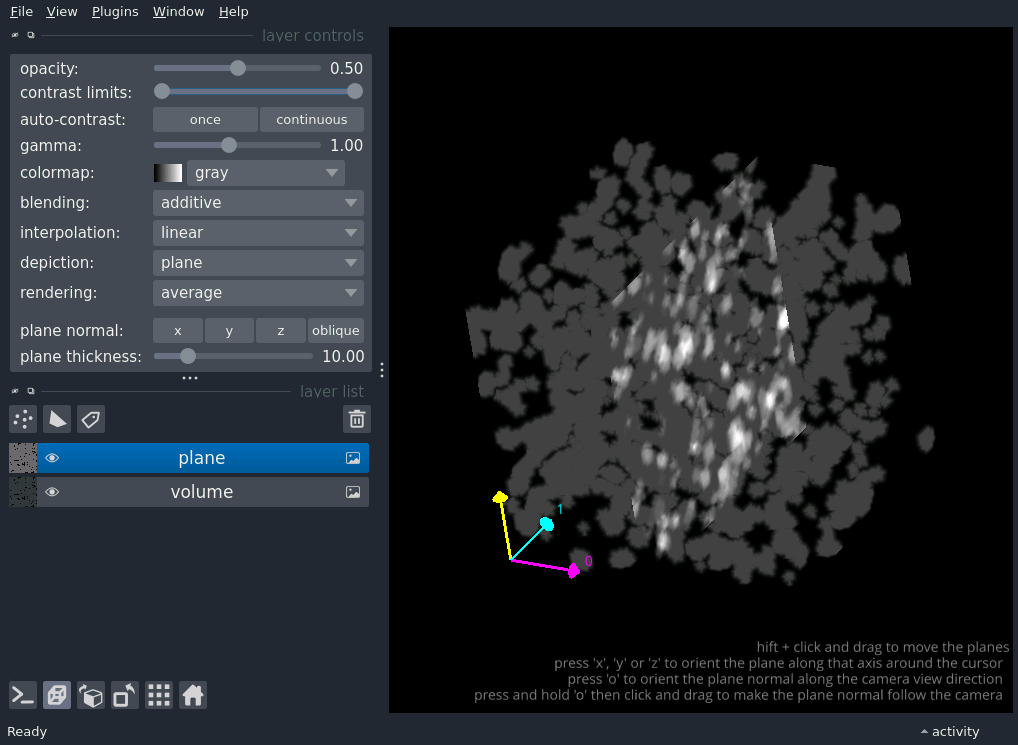 File View Plugins Window Help
layer controls
opacity: 0.50
contrast limits:
auto-contrast: once continuous
gamma: 1.00
colormap: gray
blending: additive
interpolation: linear
depiction: plane
rendering: average
plane normal: x y z oblique
plane thickness: 10.00
layer list
plane
volume
1
0
hift + click and drag to move the planes
press 'x', 'y' or 'z' to orient the plane along that axis around the cursor
press 'o' to orient the plane normal along the camera view direction
press and hold 'o' then click and drag to make the plane normal follow the camera
Ready
activity